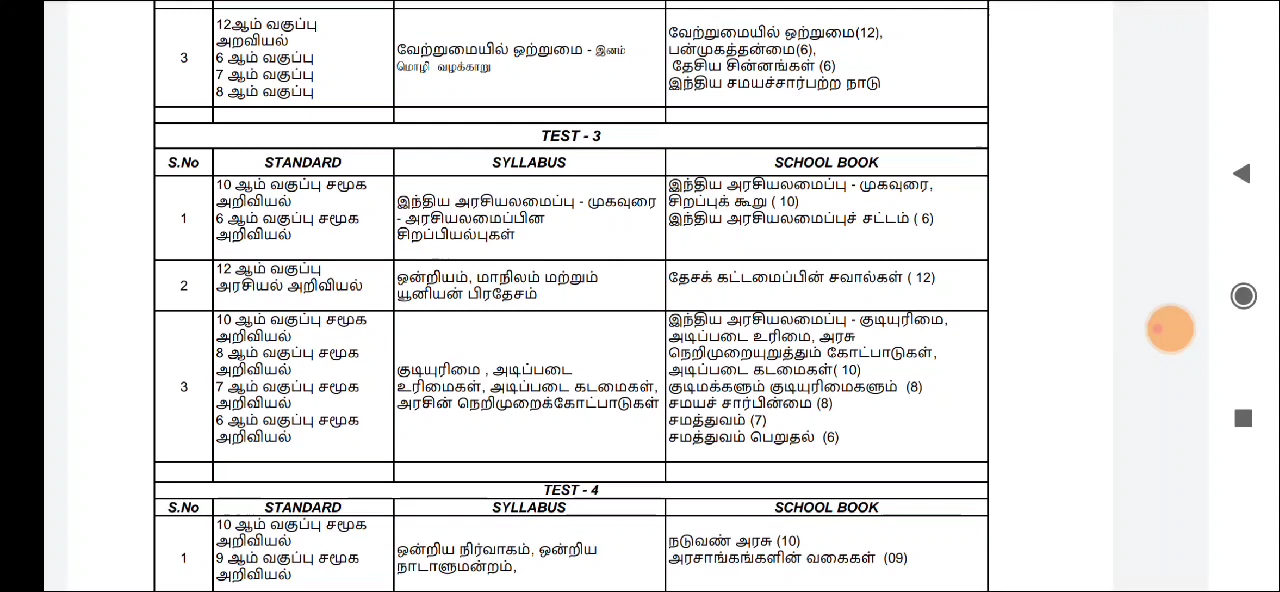 3
12ஆம் வகுப்பு
அறவியல்
6 ஆம் வகுப்பு
7 ஆம் வகுப்பு
8 ஆம் வகுப்பு
வேற்றுமையில் ஒற்றுமை - இனம்
மொழி வழக்காறு
வேற்றுமையில் ஒற்றுமை(12),
பன்முகத்தன்மை(6),
தேசிய சின்னங்கள் (6)
இந்திய சமயச்சார்பற்ற நாடு
TEST - 3
S.No STANDARD SYLLABUS SCHOOL BOOK
1
10 ஆம் வகுப்பு சமூக
அறிவியல்
6 ஆம் வகுப்பு சமூக
அறிவியல்
இந்திய அரசியலமைப்பு - முகவுரை
- அரசியலமைப்பின
சிறப்பியல்புகள்
இந்திய அரசியலமைப்பு - முகவுரை,
சிறப்புக் கூறு ( 10)
இந்திய அரசியலமைப்புச் சட்டம் ( 6)
2
12 ஆம் வகுப்பு
அரசியல் அறிவியல்
ஒன்றியம், மாநிலம் மற்றும்
யூனியன் பிரதேசம்
தேசக் கட்டமைப்பின் சவால்கள் ( 12)
3
10 ஆம் வகுப்பு சமூக
அறிவியல்
8 ஆம் வகுப்பு சமூக
அறிவியல்
7 ஆம் வகுப்பு சமூக
அறிவியல்
6 ஆம் வகுப்பு சமூக
அறிவியல்
குடியுரிமை , அடிப்படை
உரிமைகள், அடிப்படை கடமைகள்,
அரசின் நெறிமுறைக்கோட்பாடுகள்
இந்திய அரசியலமைப்பு - குடியுரிமை,
அடிப்படை உரிமை, அரசு
நெறிமுறையுறுத்தும் கோட்பாடுகள்,
அடிப்படை கடமைகள்( 10)
குடிமக்களும் குடியுரிமைகளும் (8)
சமயச் சார்பின்மை (8)
சமத்துவம் (7)
சமத்துவம் பெறுதல் (6)
TEST - 4
S.No STANDARD SYLLABUS SCHOOL BOOK
1
10 ஆம் வகுப்பு சமூக
அறிவியல்
9 ஆம் வகுப்பு சமூக
அறிவியல்
ஒன்றிய நிர்வாகம், ஒன்றிய
நாடாளுமன்றம்,
நடுவண் அரசு (10)
அரசாங்கங்களின் வகைகள் (09)